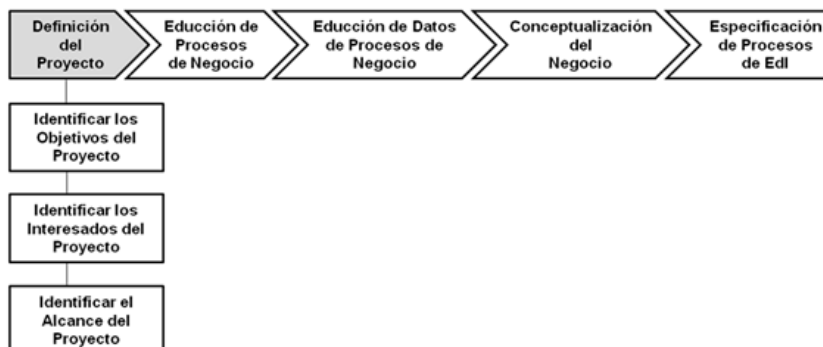 Definición
del
Proyecto
Educción de
Procesos
de Negocio
Educción de Datos
de Procesos de
Negocio
Conceptualización
del
Negocio
Especificación
de Procesos
de EdI
Identificar los
Objetivos del
Proyecto
Identificar los
Interesados del
Proyecto
Identificar el
Alcance del
Proyecto